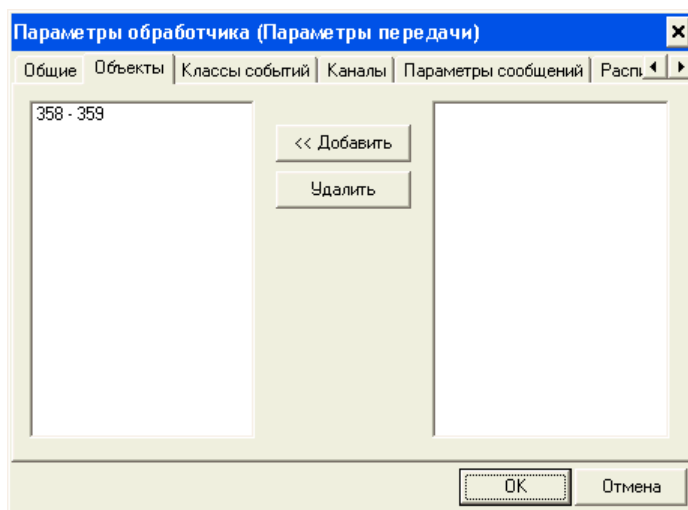 Параметры обработчика (Параметры передачи)
Общие Объекты Классы событий Каналы Параметры сообщений
358 - 359
<< Добавить
Удалить
OK Отмена